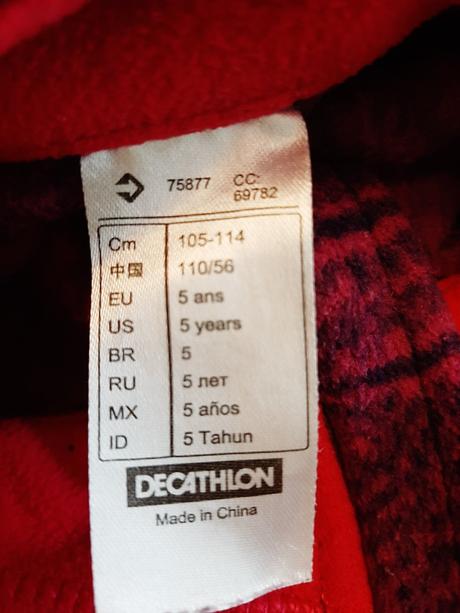 75877 CC: 69782
Cm 105-114
中国 110/56
EU 5 ans
US 5 years
BR 5
RU 5 лет
MX 5 años
ID 5 Tahun
DECATHLON
Made in China